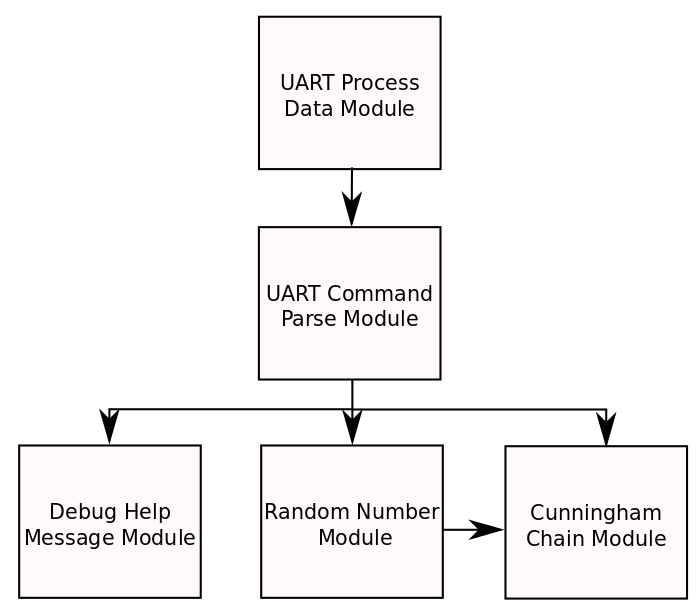 UART Process
Data Module
UART Command
Parse Module
Debug Help
Message Module
Random Number
Module
Cunningham
Chain Module